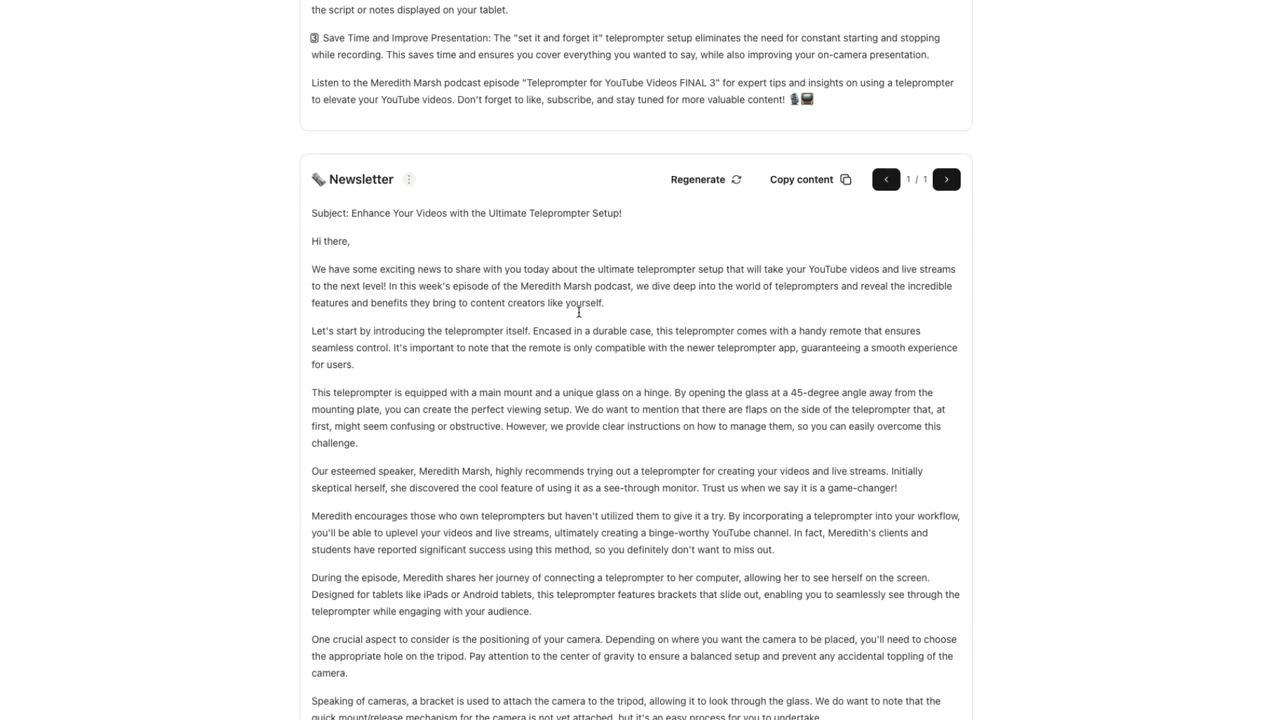 the script or notes displayed on your tablet.
3️⃣ Save Time and Improve Presentation: The "set it and forget it" teleprompter setup eliminates the need for constant starting and stopping
while recording. This saves time and ensures you cover everything you wanted to say, while also improving your on-camera presentation.
Listen to the Meredith Marsh podcast episode "Teleprompter for YouTube Videos FINAL 3" for expert tips and insights on using a teleprompter
to elevate your YouTube videos. Don't forget to like, subscribe, and stay tuned for more valuable content! 🎙️📺
🗞️ Newsletter
Regenerate
Copy content
1 / 1
Subject: Enhance Your Videos with the Ultimate Teleprompter Setup!
Hi there,
We have some exciting news to share with you today about the ultimate teleprompter setup that will take your YouTube videos and live streams
to the next level! In this week's episode of the Meredith Marsh podcast, we dive deep into the world of teleprompters and reveal the incredible
features and benefits they bring to content creators like yourself.
Let's start by introducing the teleprompter itself. Encased in a durable case, this teleprompter comes with a handy remote that ensures
seamless control. It's important to note that the remote is only compatible with the newer teleprompter app, guaranteeing a smooth experience
for users.
This teleprompter is equipped with a main mount and a unique glass on a hinge. By opening the glass at a 45-degree angle away from the
mounting plate, you can create the perfect viewing setup. We do want to mention that there are flaps on the side of the teleprompter that, at
first, might seem confusing or obstructive. However, we provide clear instructions on how to manage them, so you can easily overcome this
challenge.
Our esteemed speaker, Meredith Marsh, highly recommends trying out a teleprompter for creating your videos and live streams. Initially
skeptical herself, she discovered the cool feature of using it as a see-through monitor. Trust us when we say it is a game-changer!
Meredith encourages those who own teleprompters but haven't utilized them to give it a try. By incorporating a teleprompter into your workflow,
you'll be able to uplevel your videos and live streams, ultimately creating a binge-worthy YouTube channel. In fact, Meredith's clients and
students have reported significant success using this method, so you definitely don't want to miss out.
During the episode, Meredith shares her journey of connecting a teleprompter to her computer, allowing her to see herself on the screen.
Designed for tablets like iPads or Android tablets, this teleprompter features brackets that slide out, enabling you to seamlessly see through the
teleprompter while engaging with your audience.
One crucial aspect to consider is the positioning of your camera. Depending on where you want the camera to be placed, you'll need to choose
the appropriate hole on the tripod. Pay attention to the center of gravity to ensure a balanced setup and prevent any accidental toppling of the
camera.
Speaking of cameras, a bracket is used to attach the camera to the tripod, allowing it to look through the glass. We do want to note that the
quick mount/release mechanism for the camera is not yet attached, but it's an easy process for you to undertake.